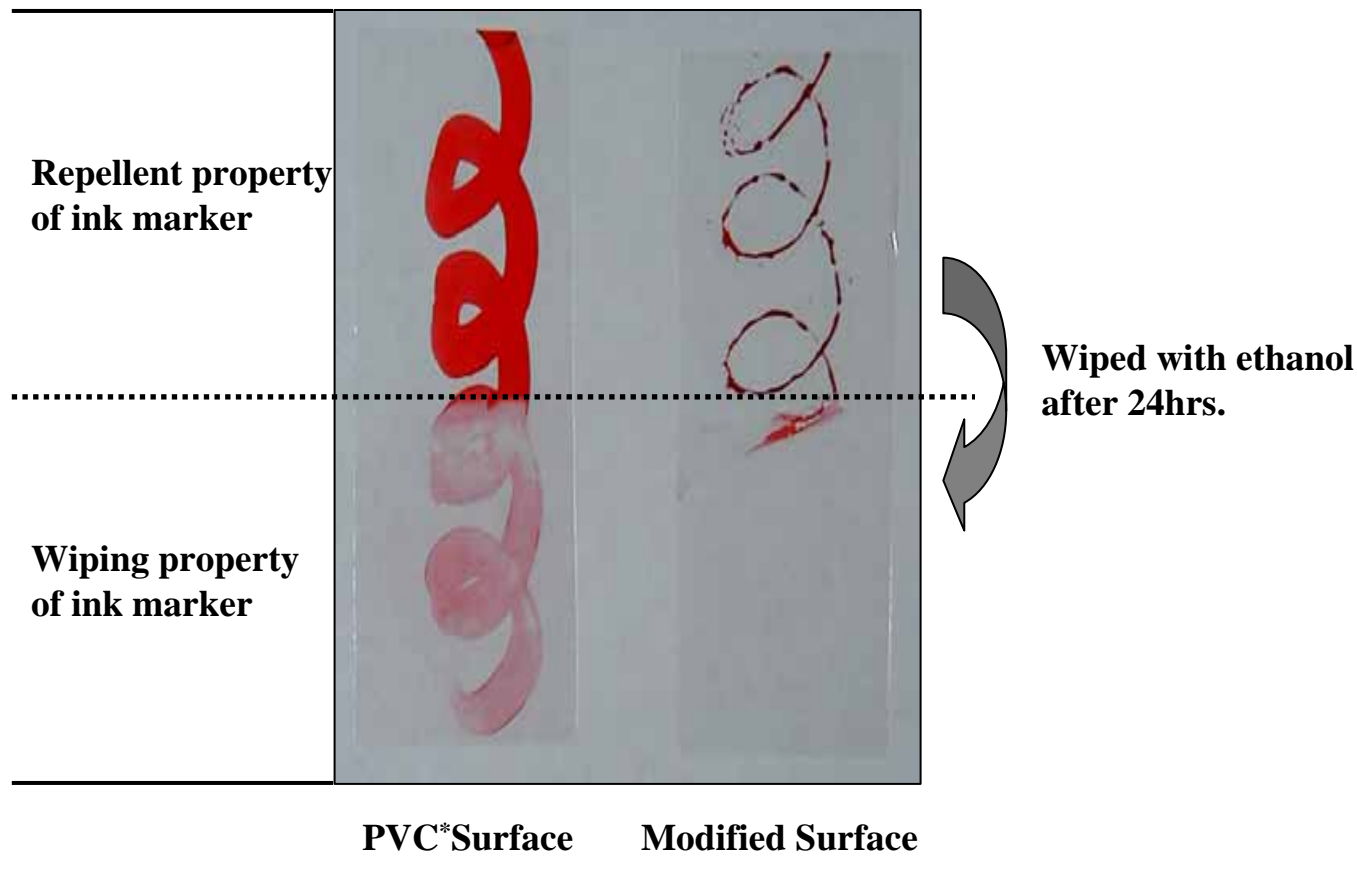 Repellent property
of ink marker
Wiped with ethanol
after 24hrs.
Wiping property
of ink marker
PVC*Surface
Modified Surface